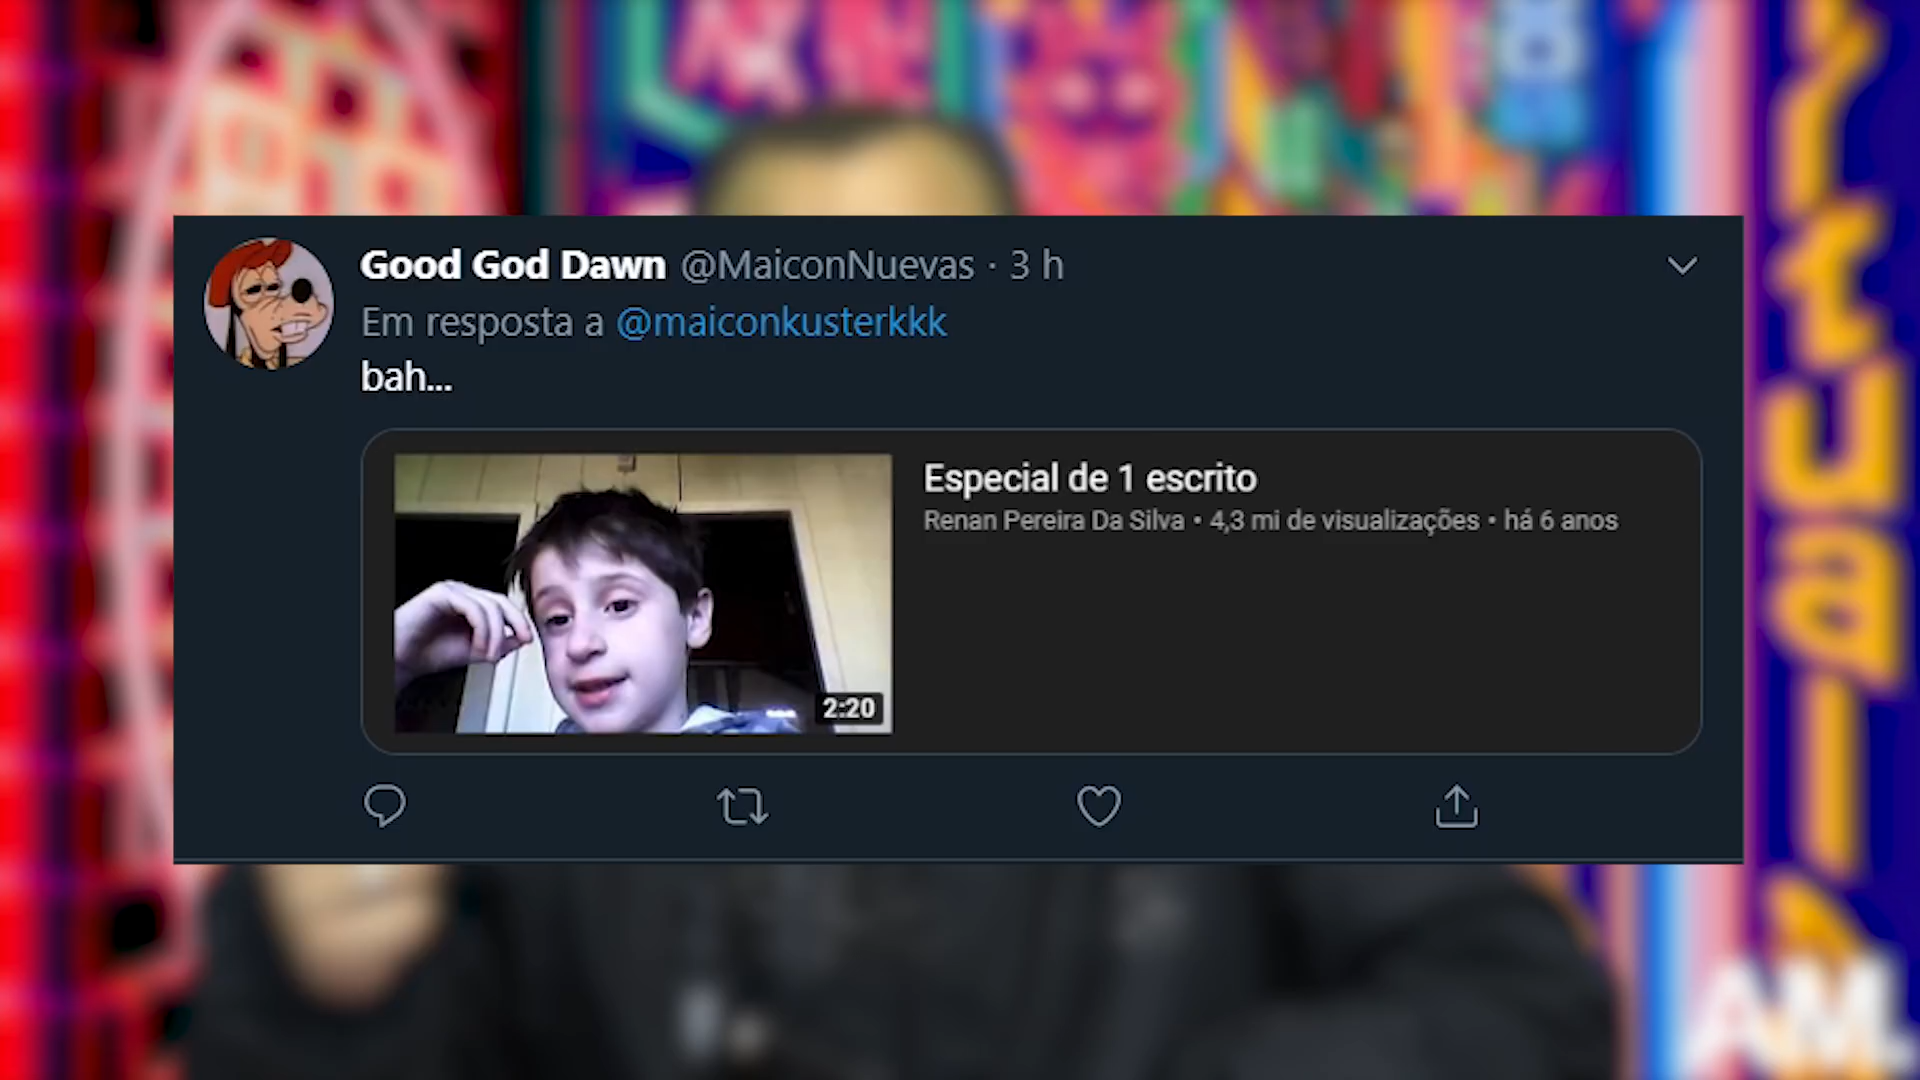 Good God Dawn @MaiconNuevas · 3 h
Em resposta a @maiconkusterkkk
bah...
Especial de 1 escrito
Renan Pereira Da Silva • 4,3 mi de visualizações • há 6 anos
2:20
AM.